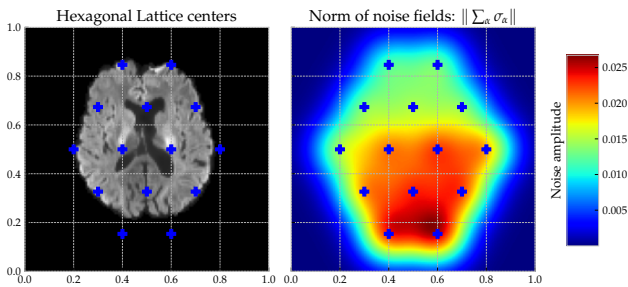 Hexagonal Lattice centers
1.0
0.8
0.6
0.4
0.2
0.0
0.0 0.2 0.4 0.6 0.8 1.0
Norm of noise fields: ‖ ∑α σα ‖
0.0 0.2 0.4 0.6 0.8 1.0
Noise amplitude
0.025
0.020
0.015
0.010
0.005